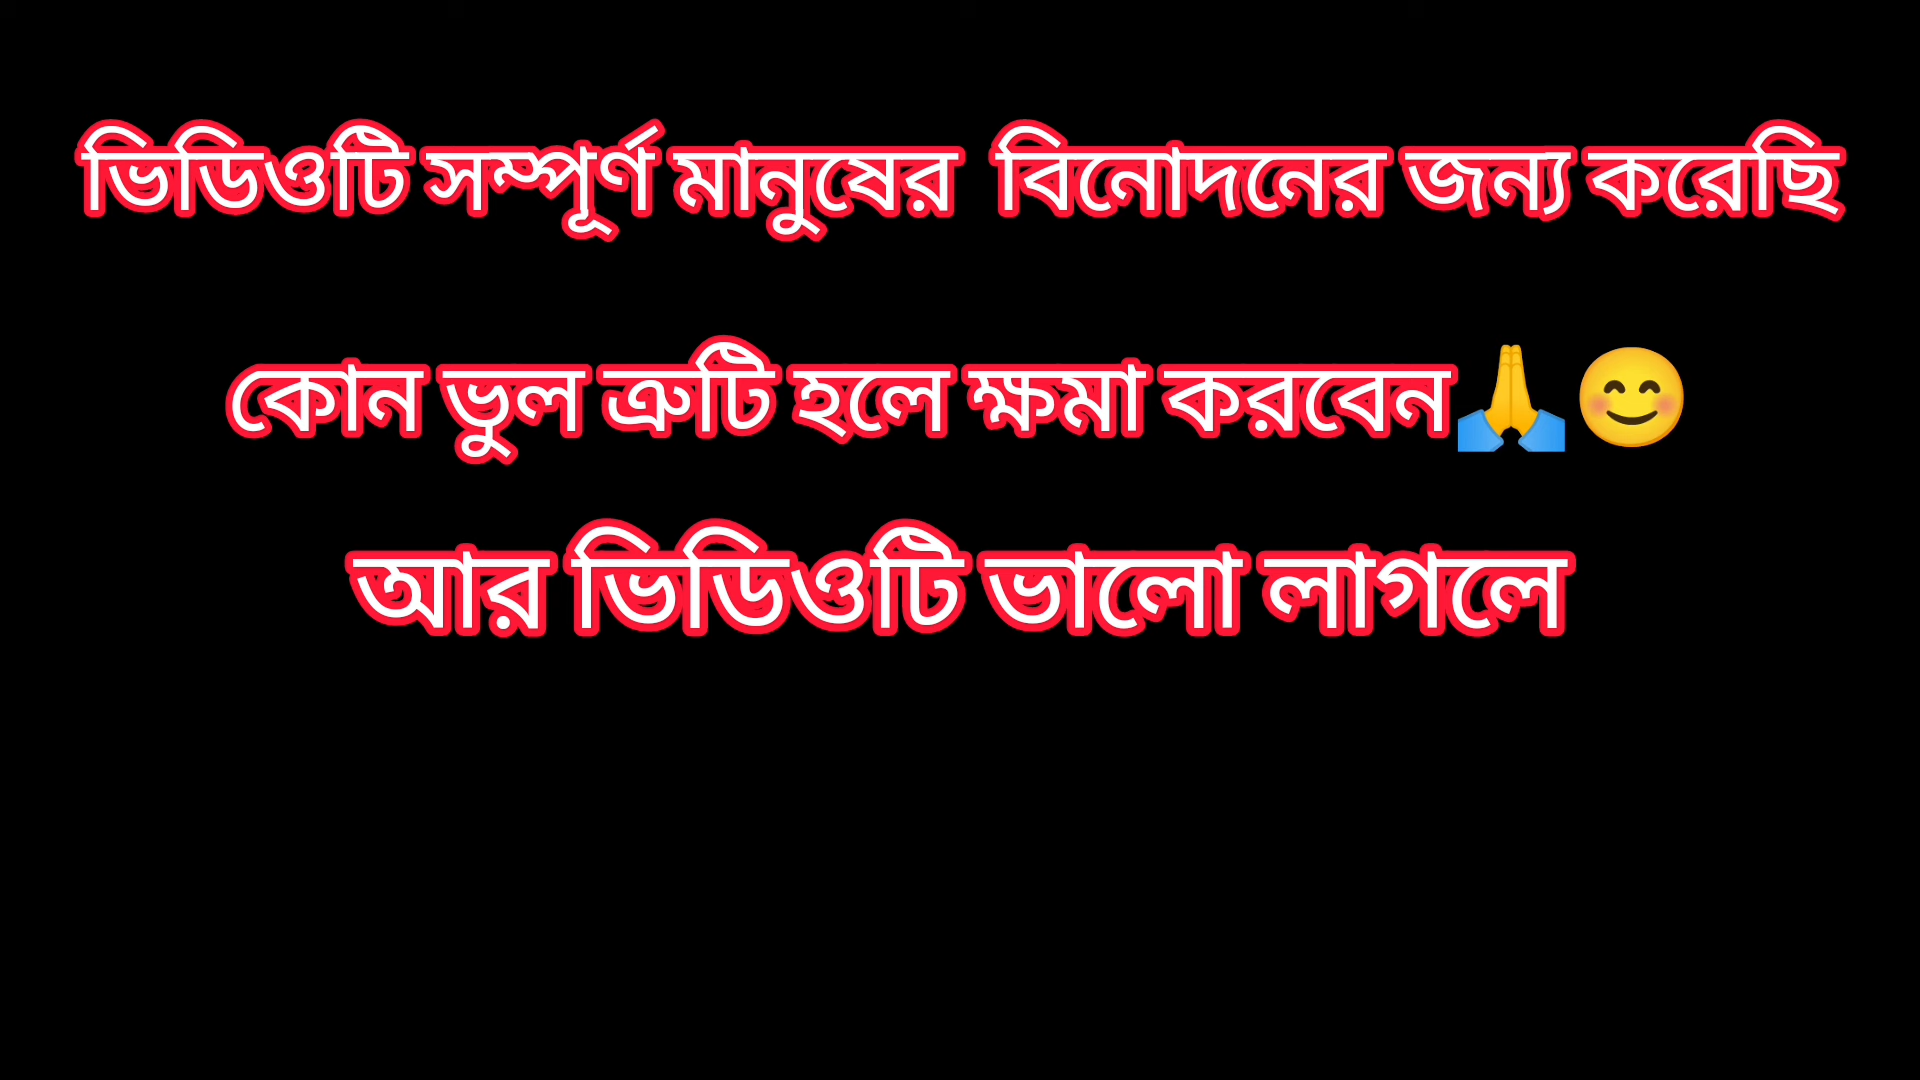 ভিডিওটি সম্পূর্ণ মানুষের বিনোদনের জন্য করেছি
কোন ভুল ত্রুটি হলে ক্ষমা করবেন🙏😊
আর ভিডিওটি ভালো লাগলে